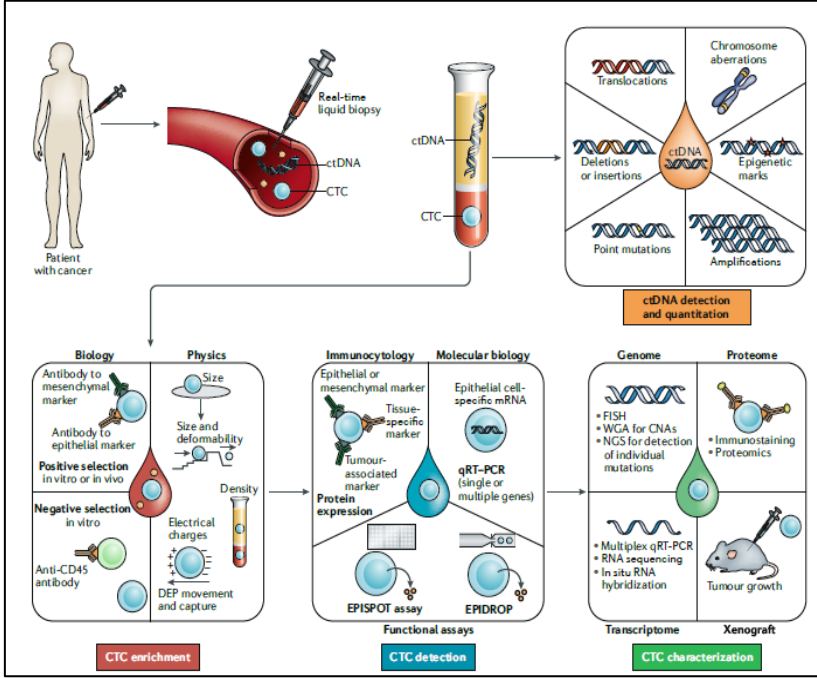 Real-time
liquid biopsy
ctDNA
CTC
Patient
with cancer
ctDNA
CTC
Translocations
Chromosome
aberrations
Deletions
or insertions
ctDNA
Epigenetic
marks
Point mutations
Amplifications
ctDNA detection
and quantitation
Biology
Physics
Antibody to
mesenchymal
marker
Antibody to
epithelial marker
Positive selection
in vitro or in vivo
Size
Size and
deformability
Density
Negative selection
in vitro
Anti-CD45
antibody
Electrical
charges
DEP movement
and capture
CTC enrichment
Immunocytology
Molecular biology
Epithelial or
mesenchymal marker
Tissue-
specific
marker
Tumour-
associated
marker
Protein
expression
Epithelial cell-
specific mRNA
qRT–PCR
(single or
multiple genes)
EPISPOT assay
EPIDROP
Functional assays
CTC detection
Genome
Proteome
• FISH
• WGA for CNAs
• NGS for detection
of individual
mutations
• Immunostaining
• Proteomics
• Multiplex qRT-PCR
• RNA sequencing
• In situ RNA
hybridization
Tumour growth
Transcriptome
Xenograft
CTC characterization